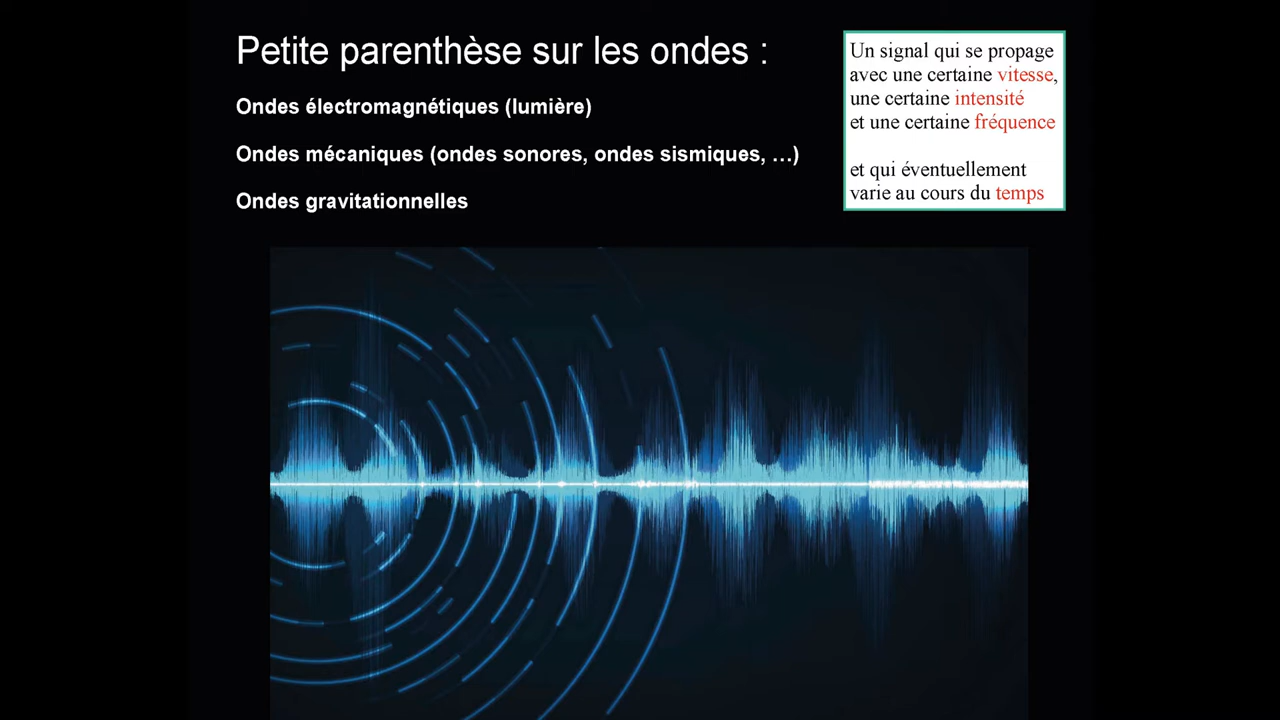 Petite parenthèse sur les ondes :
Ondes électromagnétiques (lumière)
Ondes mécaniques (ondes sonores, ondes sismiques, …)
Ondes gravitationnelles
Un signal qui se propage
avec une certaine vitesse,
une certaine intensité
et une certaine fréquence
et qui éventuellement
varie au cours du temps